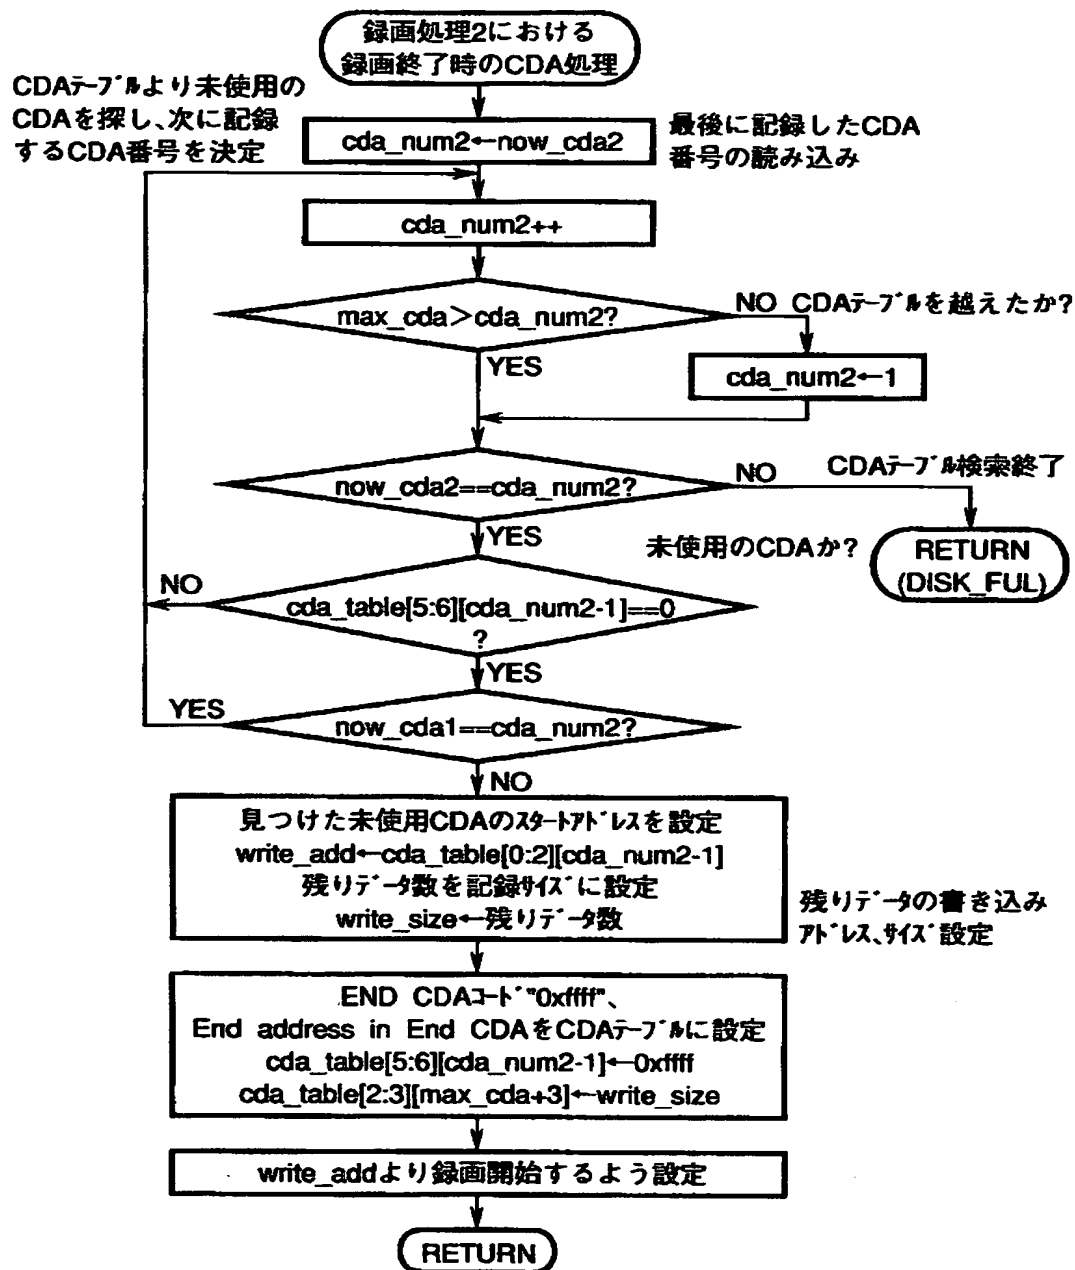 録画処理2における
録画終了時のCDA処理
CDAﾃｰﾌﾞﾙより未使用の
CDAを探し、次に記録
するCDA番号を決定
cda_num2←now_cda2
最後に記録したCDA
番号の読み込み
cda_num2++
max_cda>cda_num2?
NO CDAﾃｰﾌﾞﾙを越えたか?
YES
cda_num2←1
now_cda2==cda_num2?
NO
CDAﾃｰﾌﾞﾙ検索終了
YES
未使用のCDAか?
RETURN
(DISK_FUL)
NO
cda_table[5:6][cda_num2-1]==0
?
YES
YES
now_cda1==cda_num2?
NO
見つけた未使用CDAのｽﾀｰﾄｱﾄﾞﾚｽを設定
write_add←cda_table[0:2][cda_num2-1]
残りﾃﾞｰﾀ数を記録ｻｲｽﾞに設定
write_size←残りﾃﾞｰﾀ数
残りﾃﾞｰﾀの書き込み
ｱﾄﾞﾚｽ、ｻｲｽﾞ設定
END CDAｺｰﾄﾞ"0xffff"、
End address in End CDAをCDAﾃｰﾌﾞﾙに設定
cda_table[5:6][cda_num2-1]←0xffff
cda_table[2:3][max_cda+3]←write_size
write_addより録画開始するよう設定
RETURN